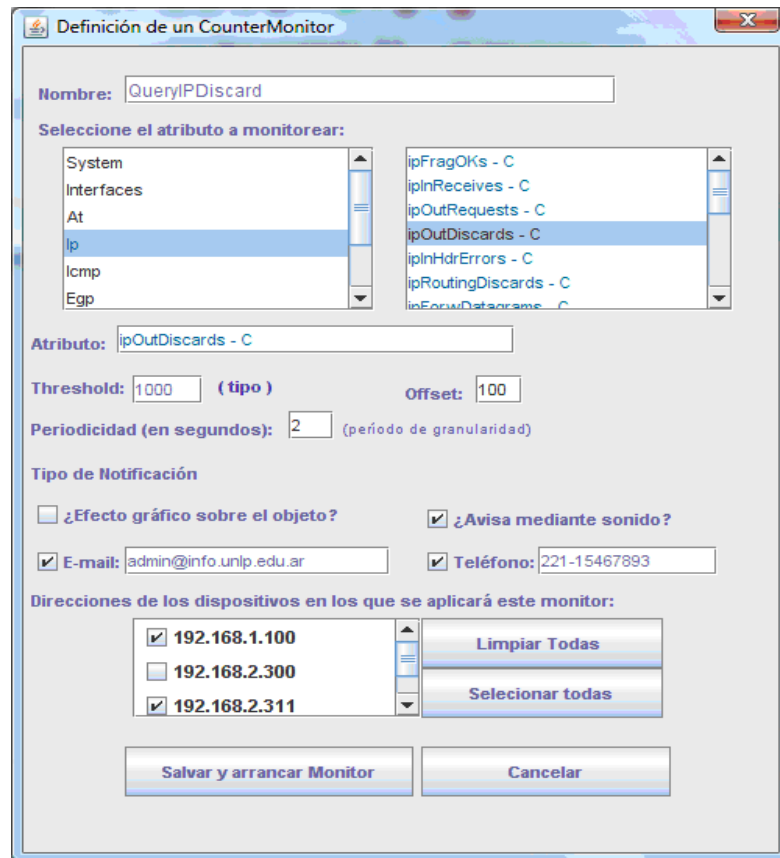 Definición de un CounterMonitor
Nombre: QueryIPDiscard
Seleccione el atributo a monitorear:
System
Interfaces
At
Ip
Icmp
Egp
ipFragOKs - C
ipInReceives - C
ipOutRequests - C
ipOutDiscards - C
ipInHdrErrors - C
ipRoutingDiscards - C
ipForwDatagrams - C
Atributo: ipOutDiscards - C
Threshold: 1000 ( tipo ) Offset: 100
Periodicidad (en segundos): 2 (período de granularidad)
Tipo de Notificación
¿Efecto gráfico sobre el objeto? ¿Avisa mediante sonido?
E-mail: admin@info.unlp.edu.ar Teléfono: 221-15467893
Direcciones de los dispositivos en los que se aplicará este monitor:
192.168.1.100
192.168.2.300
192.168.2.311
Limpiar Todas
Selecionar todas
Salvar y arrancar Monitor Cancelar